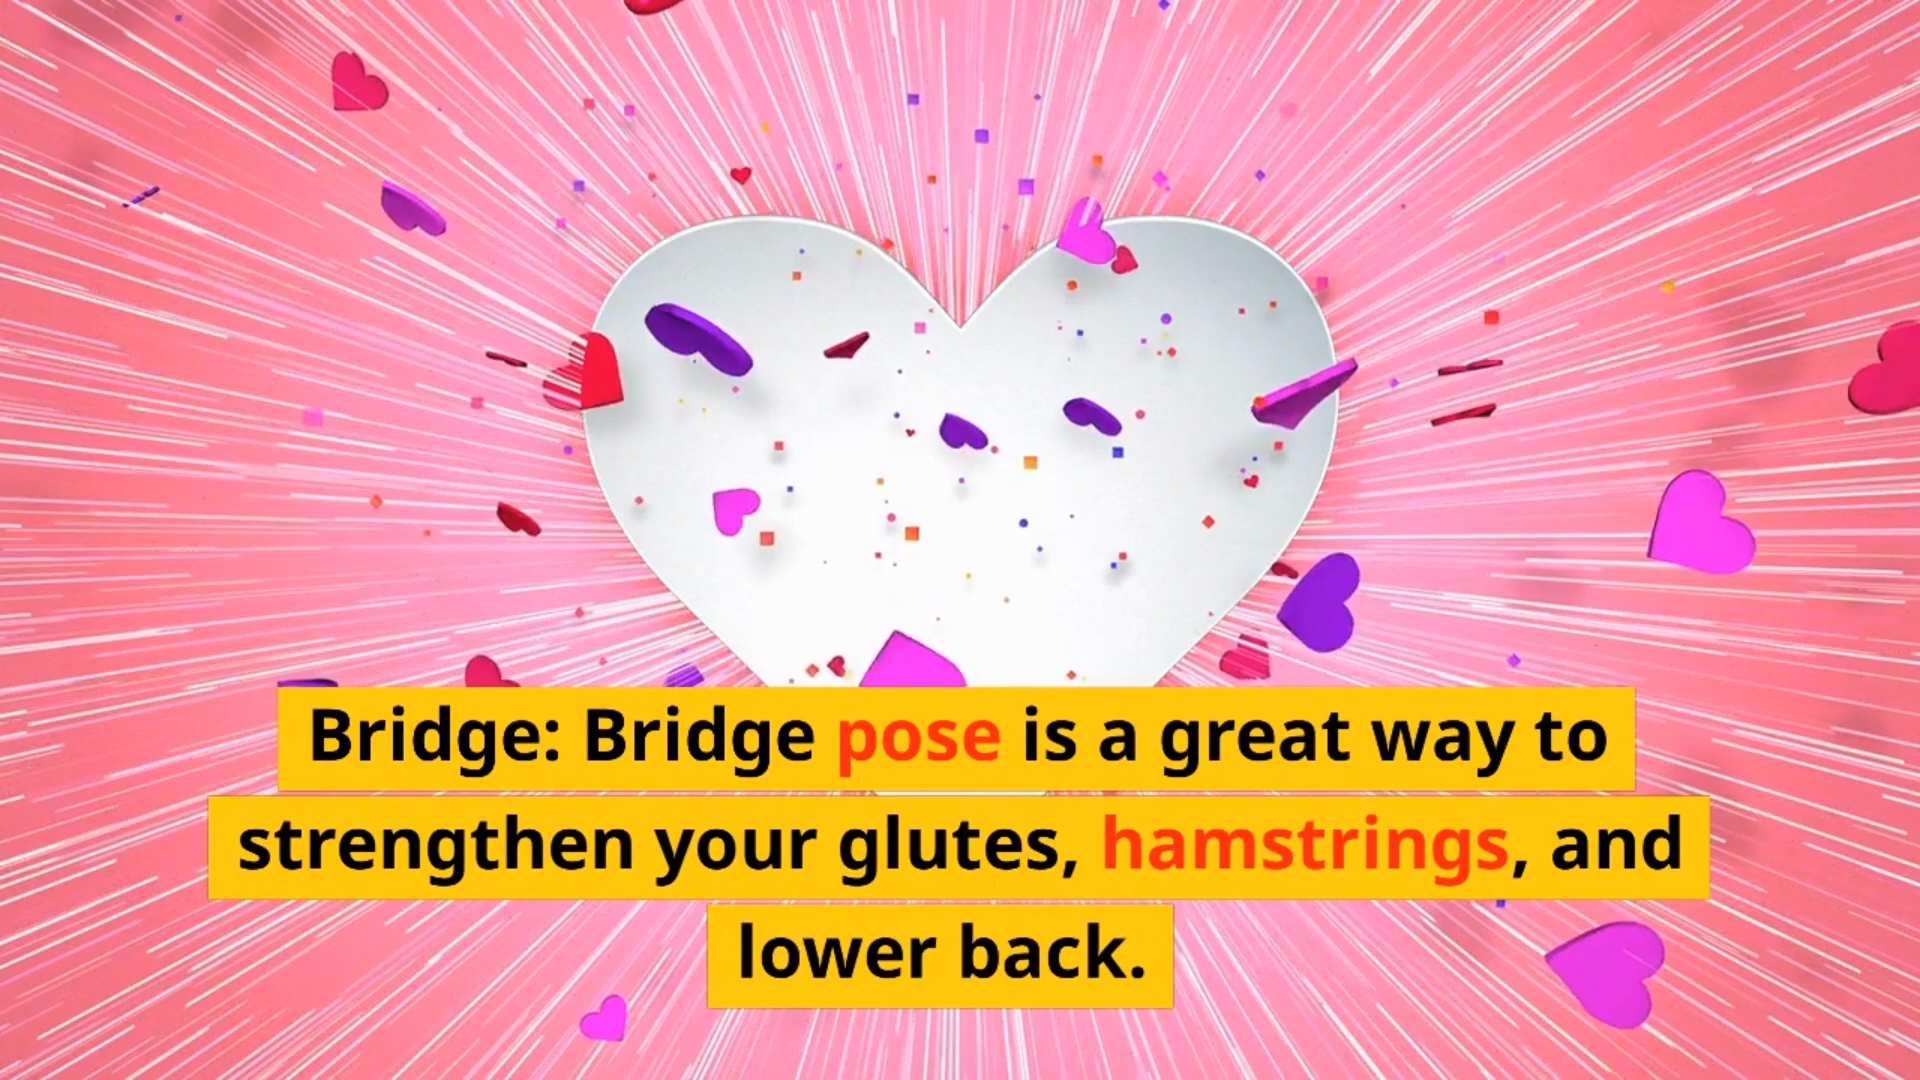 Bridge: Bridge pose is a great way to
strengthen your glutes, hamstrings, and
lower back.